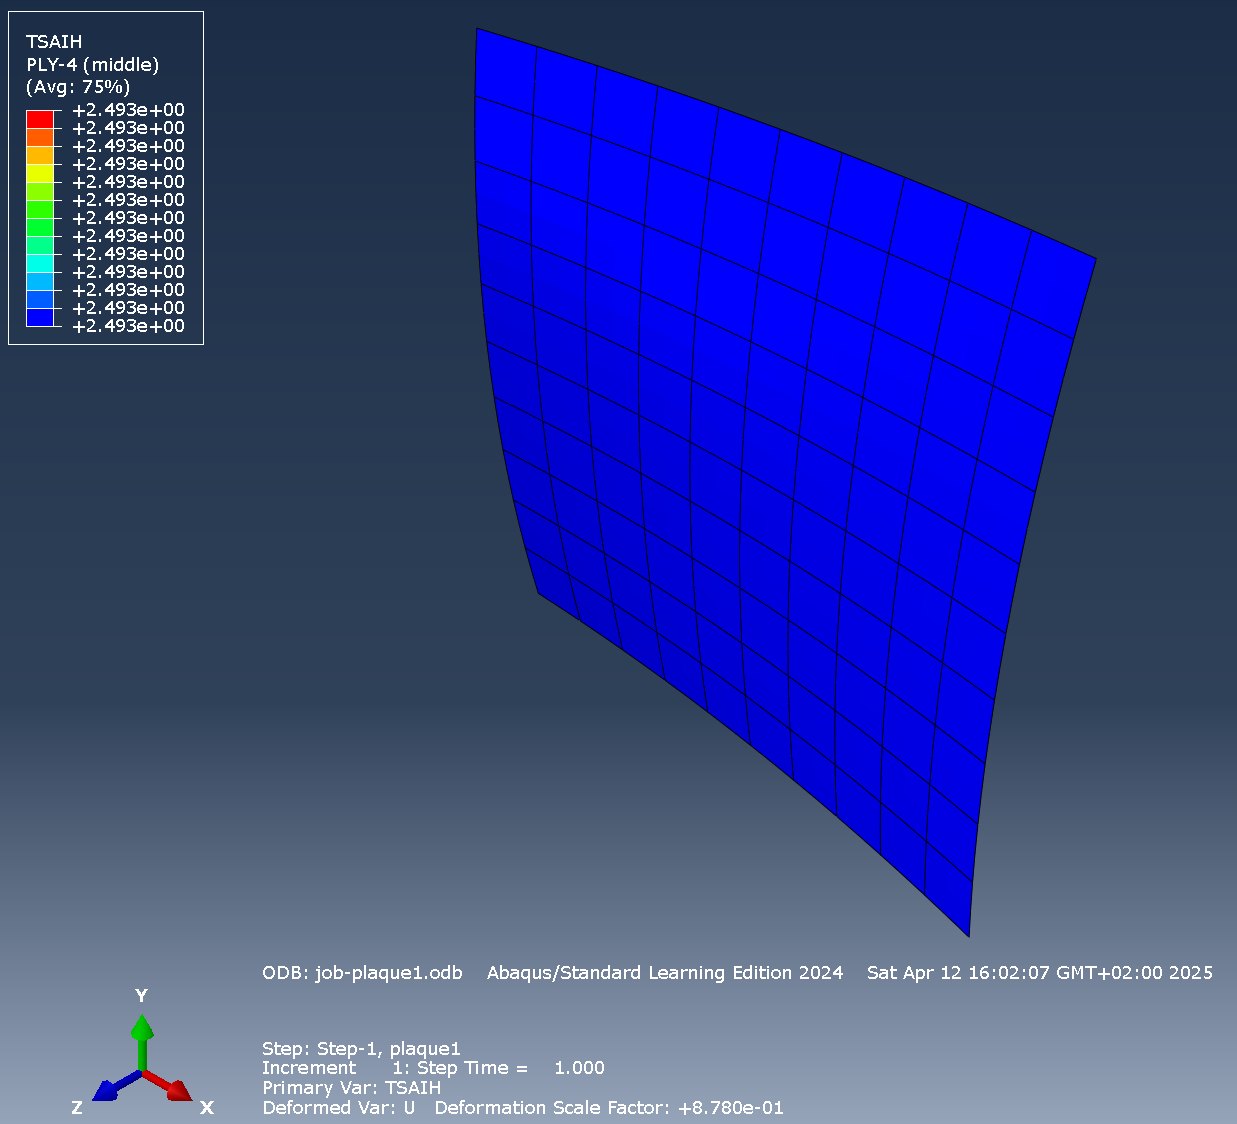 TSAIH
PLY-4 (middle)
(Avg: 75%)
+2.493e+00
+2.493e+00
+2.493e+00
+2.493e+00
+2.493e+00
+2.493e+00
+2.493e+00
+2.493e+00
+2.493e+00
+2.493e+00
+2.493e+00
+2.493e+00
+2.493e+00
ODB: job-plaque1.odb Abaqus/Standard Learning Edition 2024 Sat Apr 12 16:02:07 GMT+02:00 2025
Y
Z
X
Step: Step-1, plaque1
Increment 1: Step Time = 1.000
Primary Var: TSAIH
Deformed Var: U Deformation Scale Factor: +8.780e-01